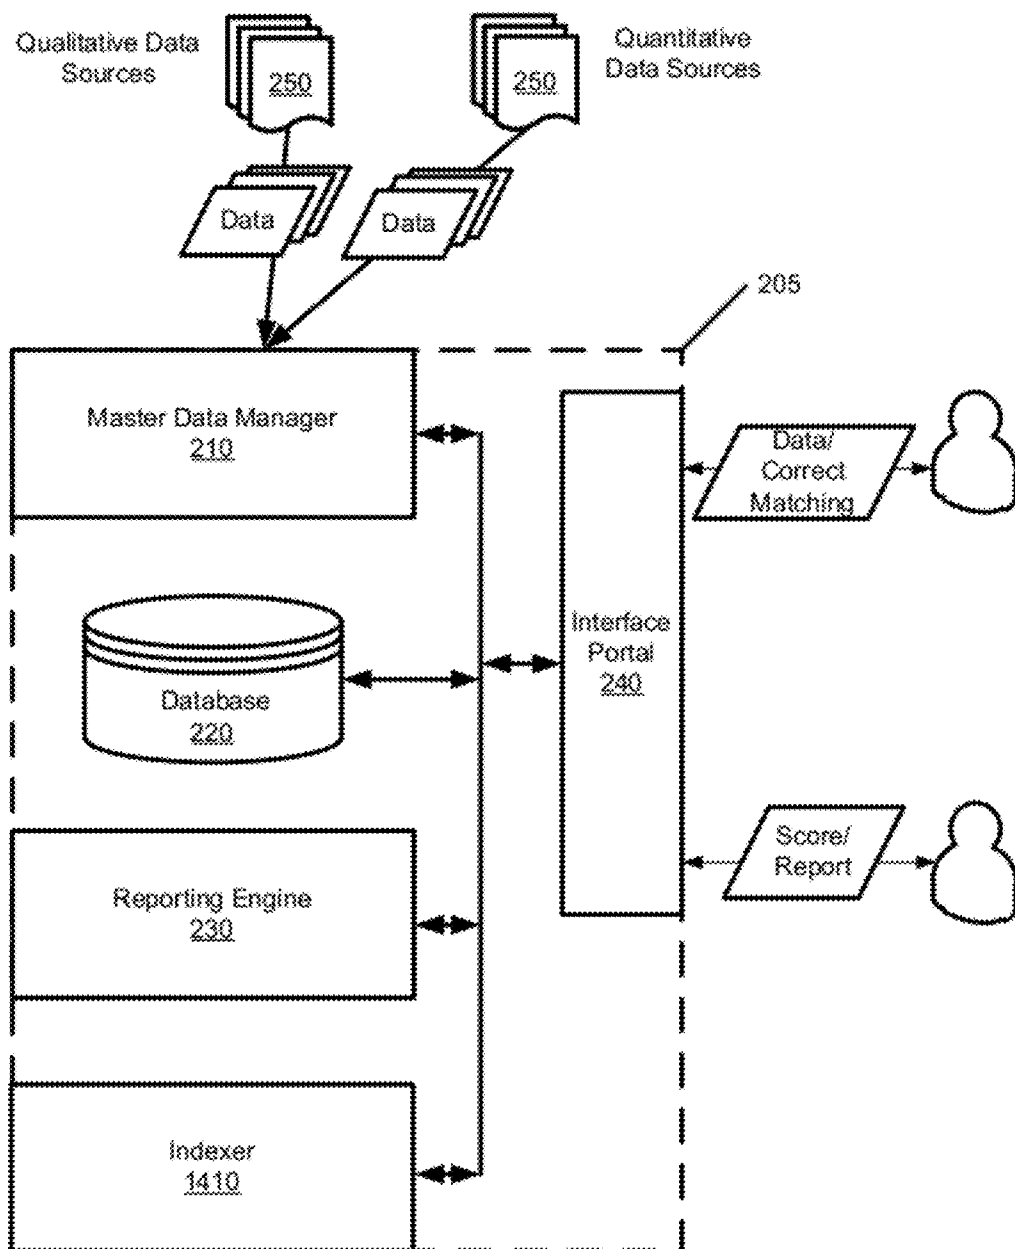 Qualitative Data
Sources
250
Quantitative
Data Sources
250
Data
Data
205
Master Data Manager
210
Data/
Correct
Matching
Interface
Portal
240
Database
220
Score/
Report
Reporting Engine
230
Indexer
1410